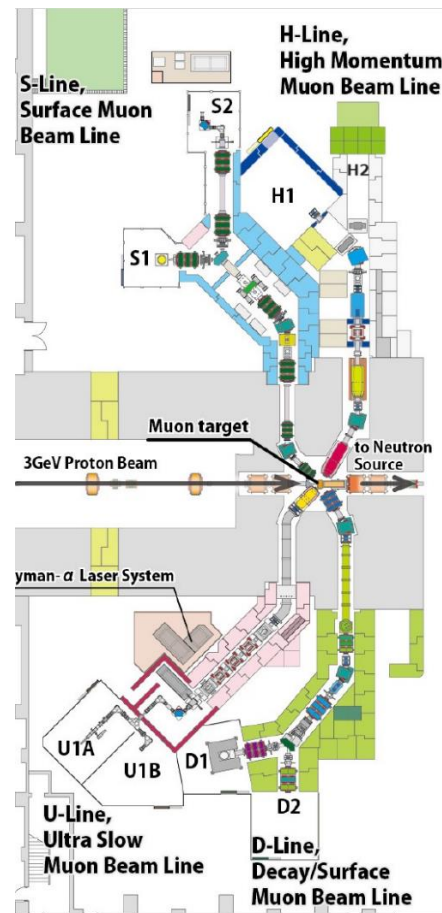 H-Line,
High Momentum
Muon Beam Line
S-Line,
Surface Muon
Beam Line
S2
H2
H1
S1
Muon target
to Neutron
Source
3GeV Proton Beam
yman-α Laser System
U1A
U1B
D1
D2
U-Line,
Ultra Slow
Muon Beam Line
D-Line,
Decay/Surface
Muon Beam Line